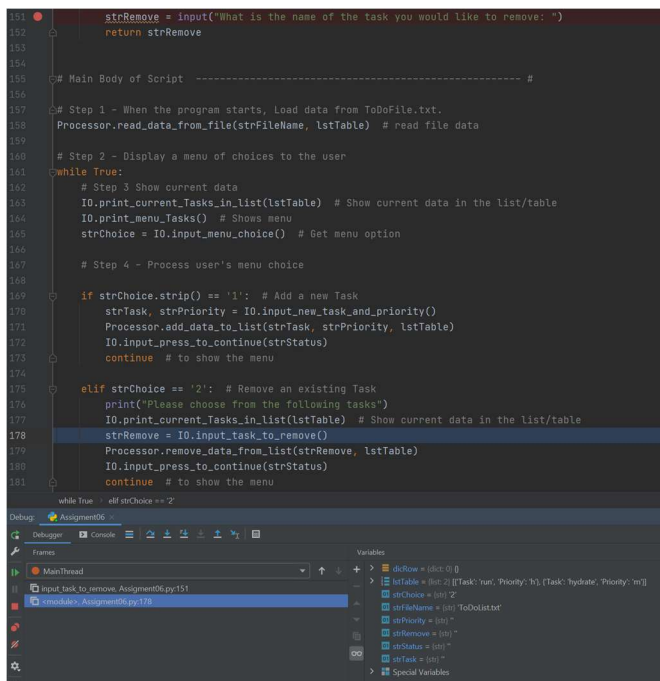 151 strRemove = input("What is the name of the task you would like to remove: ")
152 return strRemove
153
154
155 # Main Body of Script  ------------------------------------------------------ #
156
157 # Step 1 - When the program starts, Load data from ToDoFile.txt.
158 Processor.read_data_from_file(strFileName, lstTable)  # read file data
159
160 # Step 2 - Display a menu of choices to the user
161 while True:
162 # Step 3 Show current data
163 IO.print_current_Tasks_in_list(lstTable)  # Show current data in the list/table
164 IO.print_menu_Tasks()  # Shows menu
165 strChoice = IO.input_menu_choice()  # Get menu option
166
167 # Step 4 - Process user's menu choice
168
169 if strChoice.strip() == '1':  # Add a new Task
170 strTask, strPriority = IO.input_new_task_and_priority()
171 Processor.add_data_to_list(strTask, strPriority, lstTable)
172 IO.input_press_to_continue(strStatus)
173 continue  # to show the menu
174
175 elif strChoice == '2':  # Remove an existing Task
176 print("Please choose from the following tasks")
177 IO.print_current_Tasks_in_list(lstTable)  # Show current data in the list/table
178 strRemove = IO.input_task_to_remove()
179 Processor.remove_data_from_list(strRemove, lstTable)
180 IO.input_press_to_continue(strStatus)
181 continue  # to show the menu
while True › elif strChoice == '2'
Debug: Assigment06 ×
Debugger Console
Frames
MainThread
input_task_to_remove, Assigment06.py:151
<module>, Assigment06.py:178
Variables
dicRow = {dict: 0} {}
lstTable = {list: 2} [{'Task': 'run', 'Priority': 'h'}, {'Task': 'hydrate', 'Priority': 'm'}]
strChoice = {str} '2'
strFileName = {str} 'ToDoList.txt'
strPriority = {str} ''
strRemove = {str} ''
strStatus = {str} ''
strTask = {str} ''
Special Variables